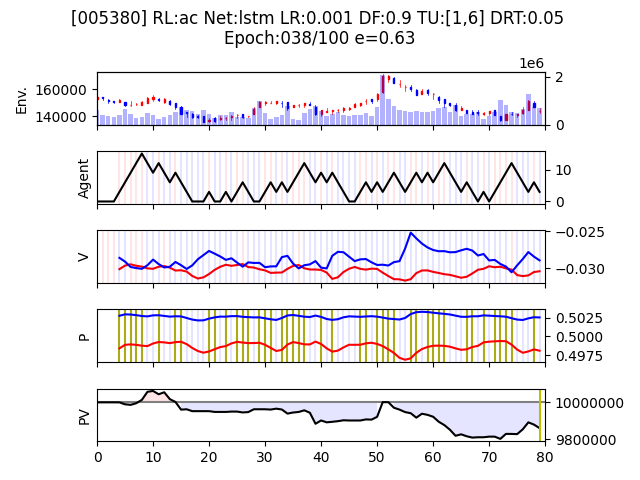 [005380] RL:ac Net:lstm LR:0.001 DF:0.9 TU:[1,6] DRT:0.05
Epoch:038/100 e=0.63
1e6
Env.
160000
140000
2
0
Agent
10
0
V
−0.025
−0.030
P
0.5025
0.5000
0.4975
PV
10000000
9800000
0 10 20 30 40 50 60 70 80